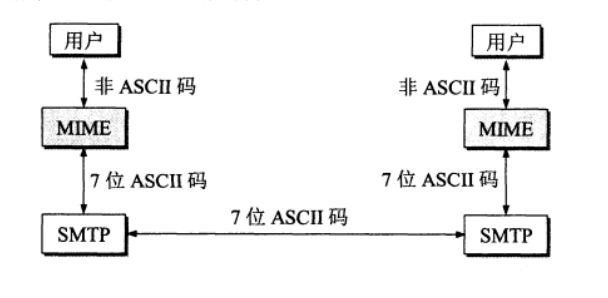 用户 用户
非 ASCII 码 非 ASCII 码
MIME MIME
7 位 ASCII 码 7 位 ASCII 码
7 位 ASCII 码
SMTP SMTP